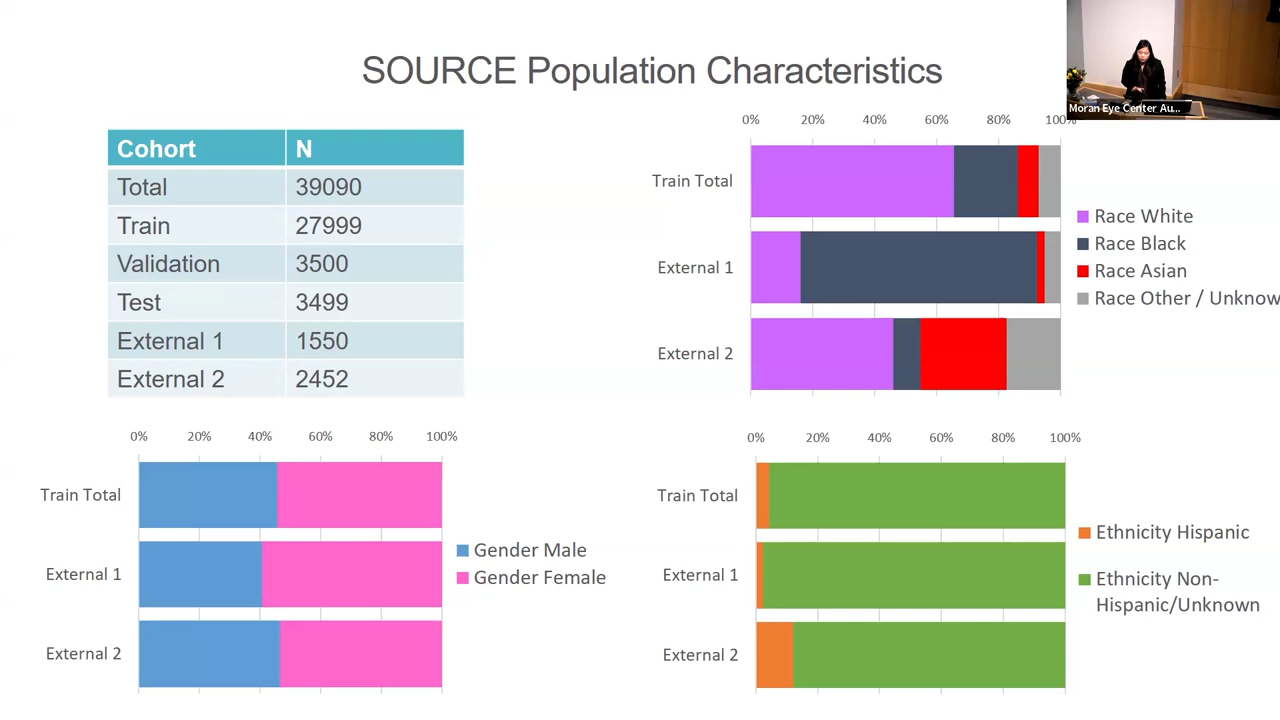 SOURCE Population Characteristics
Moran Eye Center Au...
Cohort N
Total 39090
Train 27999
Validation 3500
Test 3499
External 1 1550
External 2 2452
0% 20% 40% 60% 80% 100%
Train Total
External 1
External 2
Race White
Race Black
Race Asian
Race Other / Unknow
0% 20% 40% 60% 80% 100%
Train Total
External 1
External 2
Gender Male
Gender Female
0% 20% 40% 60% 80% 100%
Train Total
External 1
External 2
Ethnicity Hispanic
Ethnicity Non-
Hispanic/Unknown